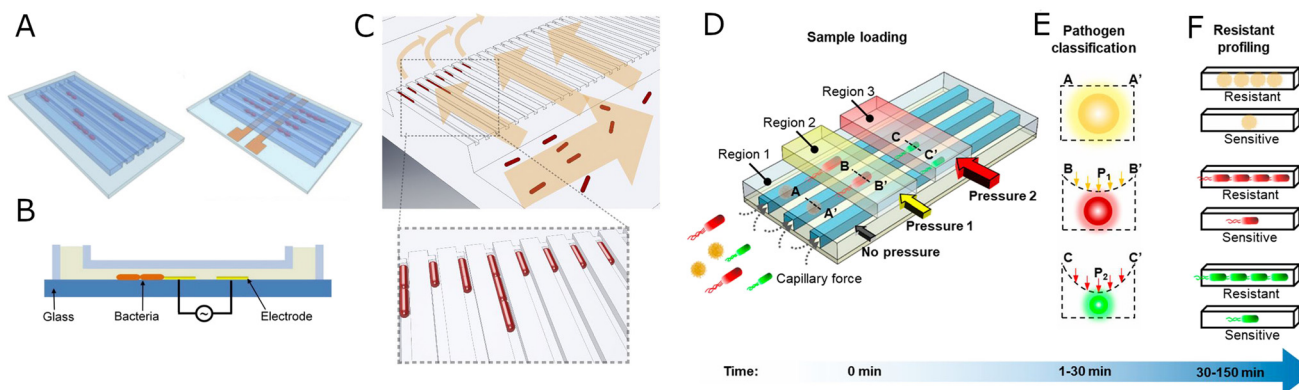 A
B
Glass
Bacteria
Electrode
~
C
D
Sample loading
Region 3
Region 2
Region 1
C
C'
B
B'
A
A'
Pressure 2
Pressure 1
No pressure
Capillary force
E
Pathogen
classification
A
A'
B
P1
B'
C
P2
C'
F
Resistant
profiling
Resistant
Sensitive
Resistant
Sensitive
Resistant
Sensitive
Time:
0 min
1-30 min
30-150 min